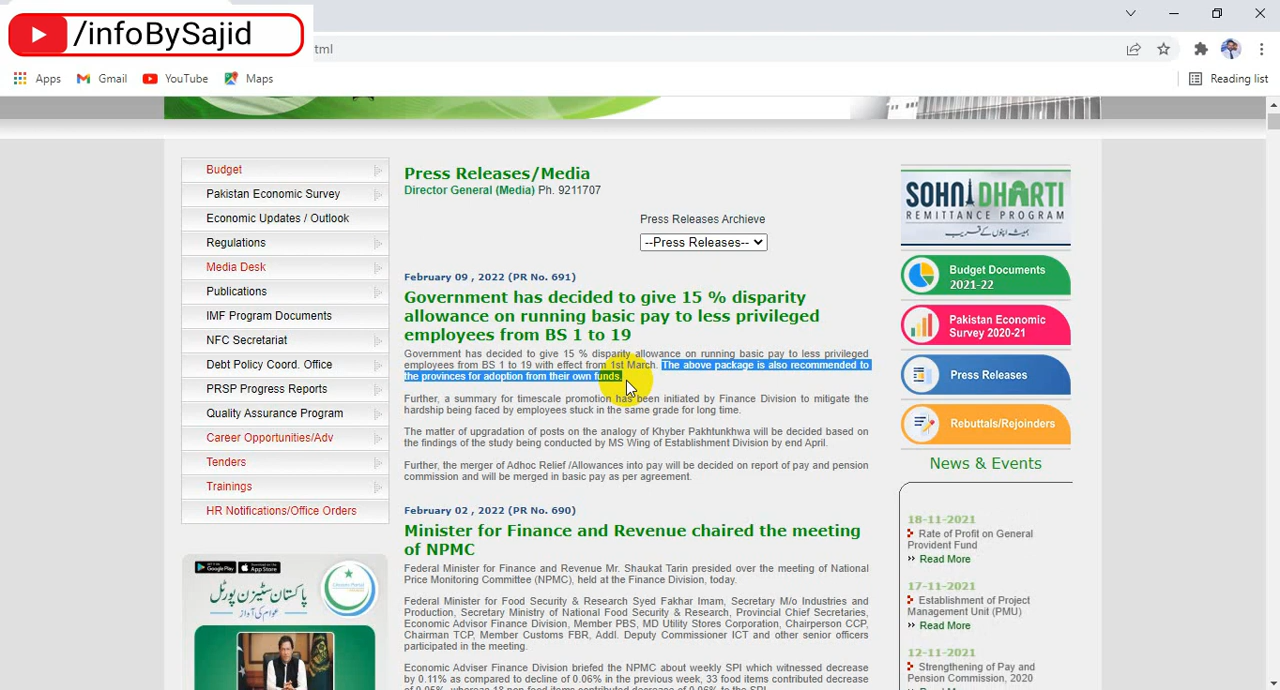 /infoBySajid
tml
Apps
Gmail
YouTube
Maps
Reading list
Budget
Pakistan Economic Survey
Economic Updates / Outlook
Regulations
Media Desk
Publications
IMF Program Documents
NFC Secretariat
Debt Policy Coord. Office
PRSP Progress Reports
Quality Assurance Program
Career Opportunities/Adv
Tenders
Trainings
HR Notifications/Office Orders
پاکستان سٹیزن پورٹل
عوام کی آواز
Press Releases/Media
Director General (Media) Ph. 9211707
Press Releases Archieve
--Press Releases--
February 09 , 2022 (PR No. 691)
Government has decided to give 15 % disparity
allowance on running basic pay to less privileged
employees from BS 1 to 19
Government has decided to give 15 % disparity allowance on running basic pay to less privileged
employees from BS 1 to 19 with effect from 1st March. The above package is also recommended to
the provinces for adoption from their own funds.
Further, a summary for timescale promotion has been initiated by Finance Division to mitigate the
hardship being faced by employees stuck in the same grade for long time.
The matter of upgradation of posts on the analogy of Khyber Pakhtunkhwa will be decided based on
the findings of the study being conducted by MS Wing of Establishment Division by end April.
Further, the merger of Adhoc Relief /Allowances into pay will be decided on report of pay and pension
commission and will be merged in basic pay as per agreement.
February 02 , 2022 (PR No. 690)
Minister for Finance and Revenue chaired the meeting
of NPMC
Federal Minister for Finance and Revenue Mr. Shaukat Tarin presided over the meeting of National
Price Monitoring Committee (NPMC), held at the Finance Division, today.
Federal Minister for Food Security & Research Syed Fakhar Imam, Secretary M/o Industries and
Production, Secretary Ministry of National Food Security & Research, Provincial Chief Secretaries,
Economic Advisor Finance Division, Member PBS, MD Utility Stores Corporation, Chairperson CCP,
Chairman TCP, Member Customs FBR, Addl. Deputy Commissioner ICT and other senior officers
participated in the meeting.
Economic Adviser Finance Division briefed the NPMC about weekly SPI which witnessed decrease
by 0.11% as compared to decline of 0.06% in the previous week, 33 food items contributed decrease
SOHNI DHARTI
REMITTANCE PROGRAM
Budget Documents
2021-22
Pakistan Economic
Survey 2020-21
Press Releases
Rebuttals/Rejoinders
News & Events
18-11-2021
Rate of Profit on General
Provident Fund
Read More
17-11-2021
Establishment of Project
Management Unit (PMU)
Read More
12-11-2021
Strengthening of Pay and
Pension Commission, 2020